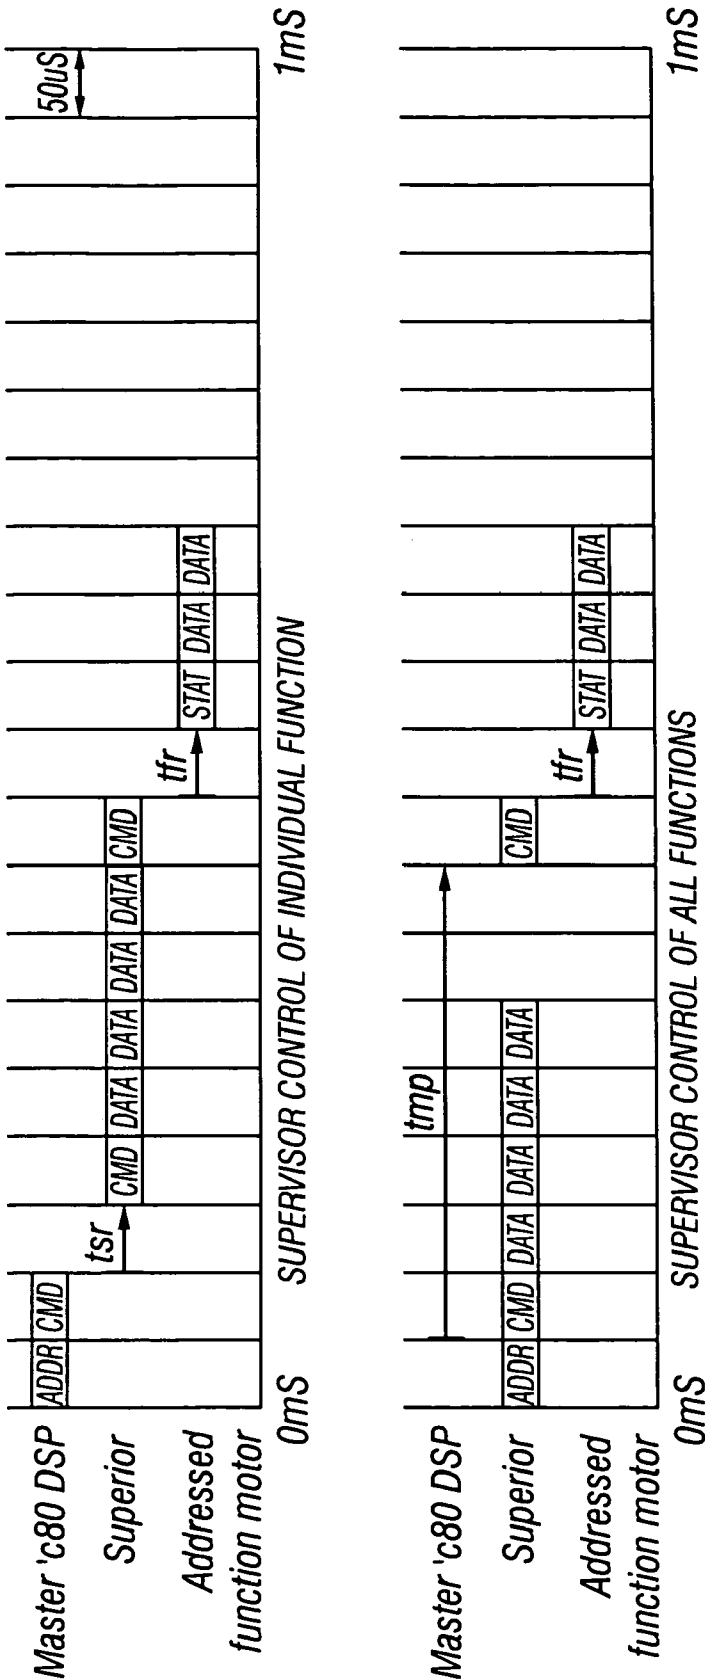 50uS
Master 'c80 DSP
ADDR CMD
tsr
Superior
CMD DATA DATA DATA DATA CMD
tfr
Addressed
function motor
STAT DATA DATA
0mS
1mS
SUPERVISOR CONTROL OF INDIVIDUAL FUNCTION
Master 'c80 DSP
tmp
Superior
ADDR CMD DATA DATA DATA DATA CMD
tfr
Addressed
function motor
STAT DATA DATA
0mS
1mS
SUPERVISOR CONTROL OF ALL FUNCTIONS